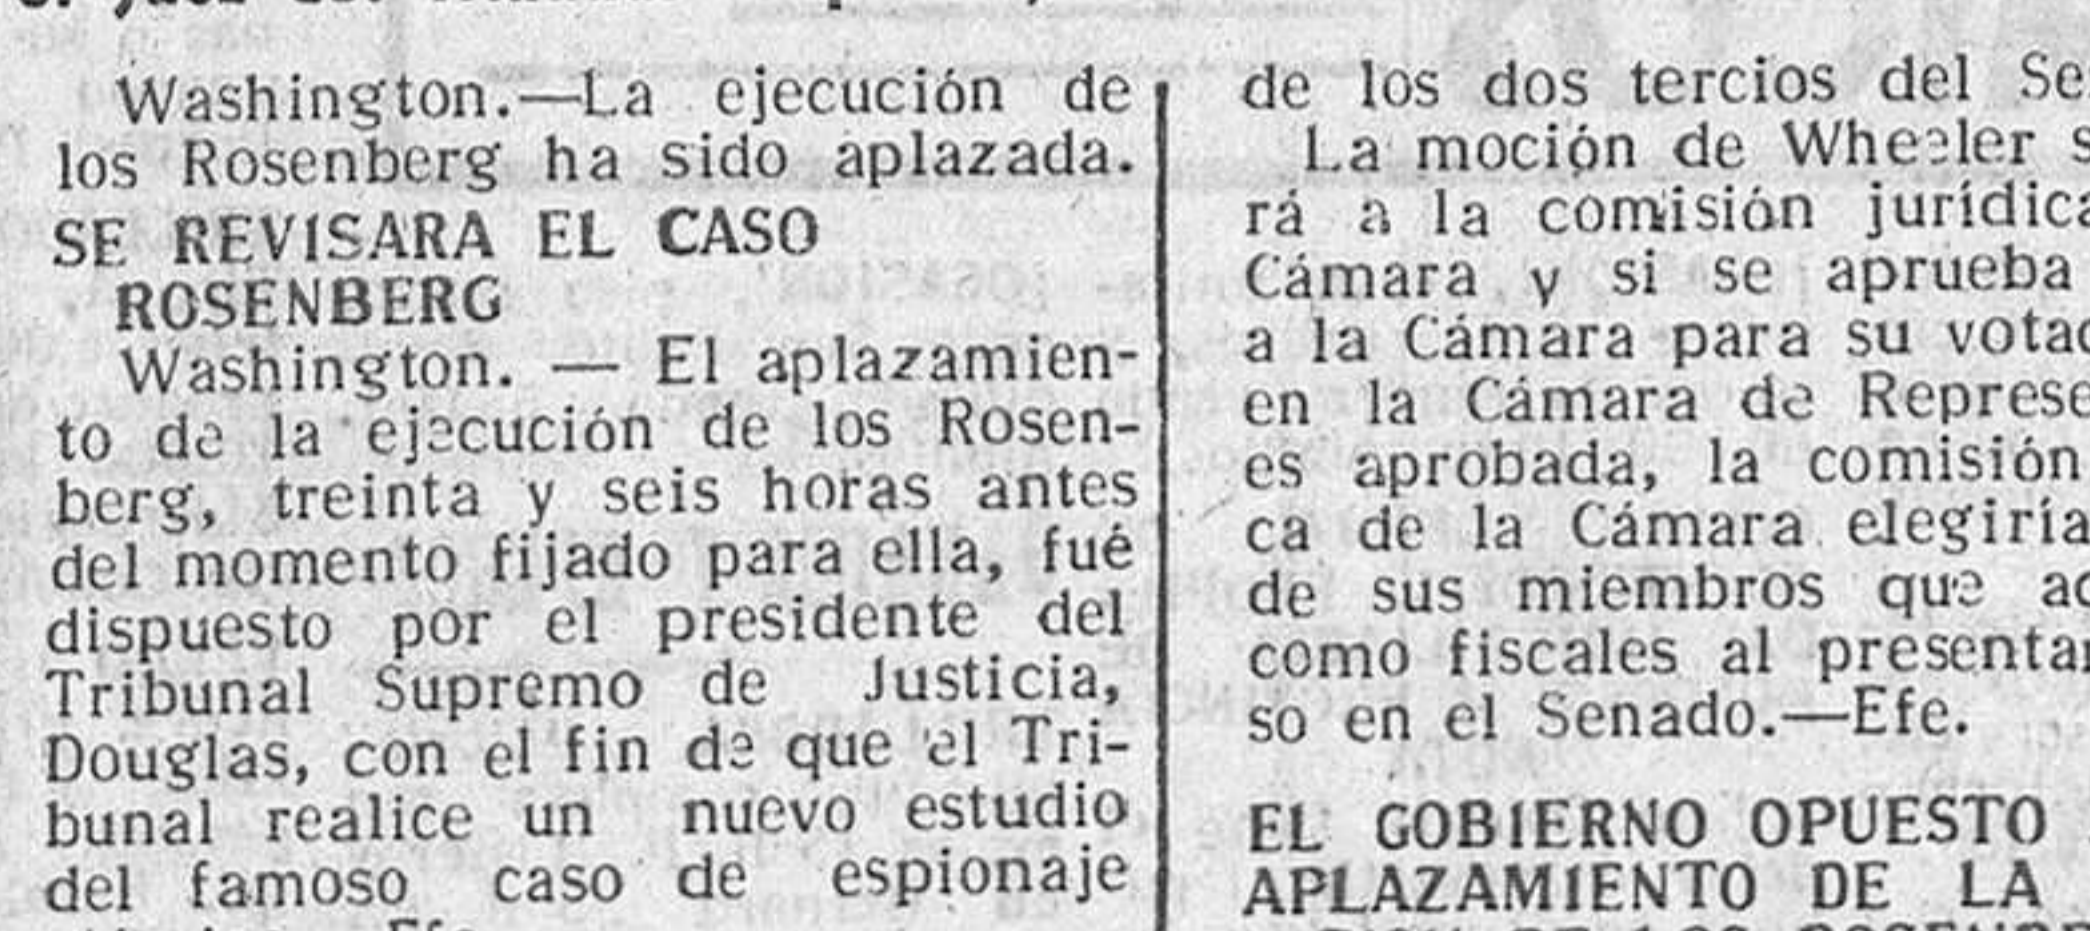 Washington.—La ejecución de
los Rosenberg ha sido aplazada.
SE REVISARA EL CASO
ROSENBERG
Washington. — El aplazamien-
to de la ejecución de los Rosen-
berg, treinta y seis horas antes
del momento fijado para ella, fué
dispuesto por el presidente del
Tribunal Supremo de Justicia,
Douglas, con el fin de que el Tri-
bunal realice un nuevo estudio
del famoso caso de espionaje
de los dos tercios del
La moción de Wheeler
rá a la comisión
Cámara y si se aprueba
a la Cámara para su
en la Cámara de
es aprobada, la comisión
ca de la Cámara elegiría
de sus miembros que
como fiscales al
so en el Senado.—Efe.
EL GOBIERNO OPUESTO
APLAZAMIENTO DE LA